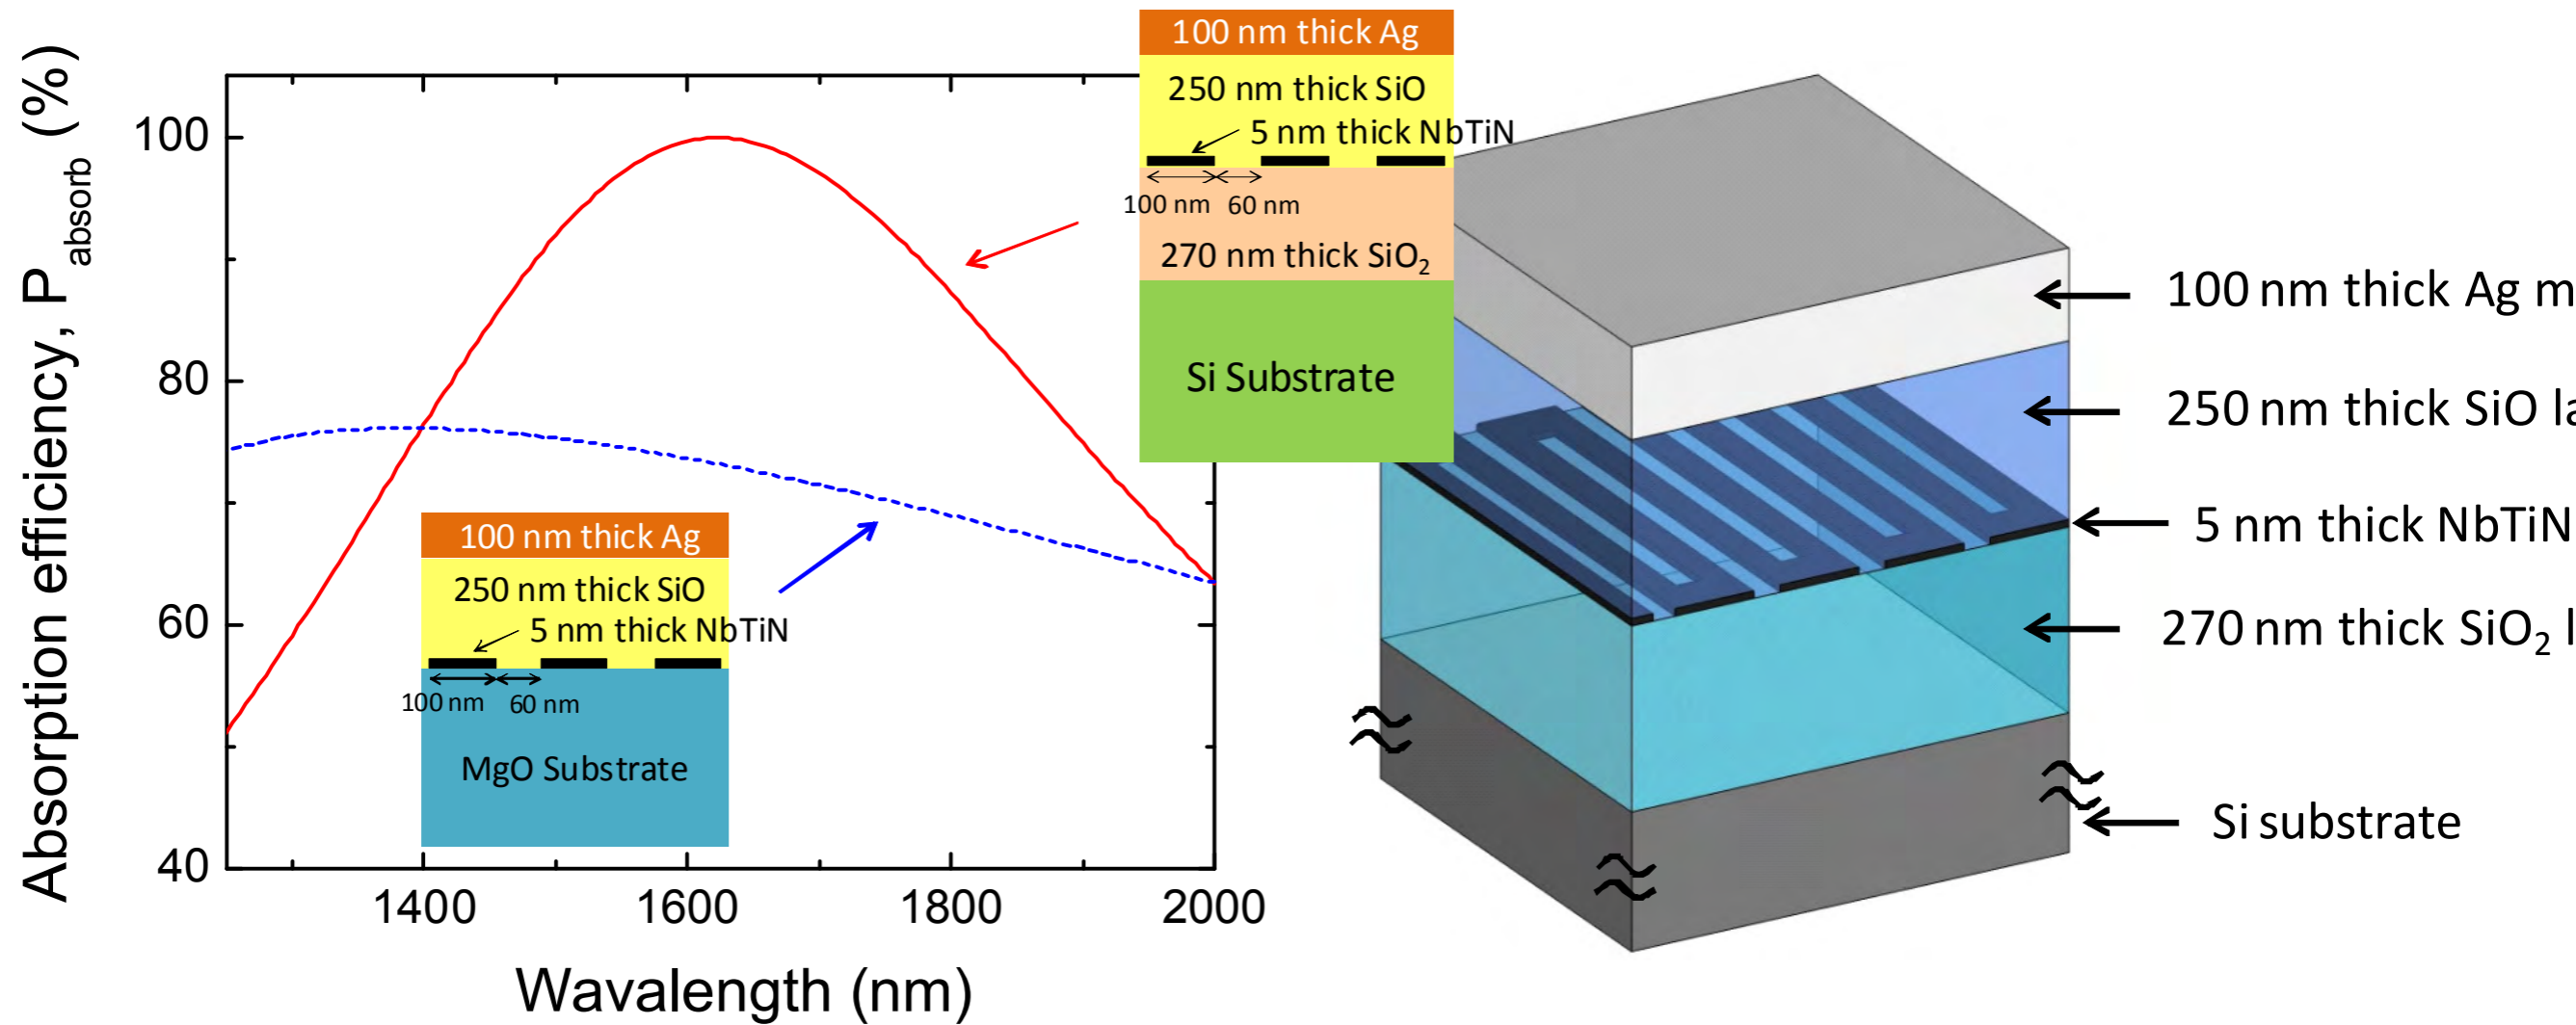 Absorption efficiency, P absorb (%)
100
80
60
40
1400
1600
1800
2000
Wavalength (nm)
100 nm thick Ag
250 nm thick SiO
5 nm thick NbTiN
100 nm 60 nm
270 nm thick SiO₂
Si Substrate
100 nm thick Ag
250 nm thick SiO
5 nm thick NbTiN
100 nm 60 nm
MgO Substrate
100 nm thick Ag m
250 nm thick SiO la
5 nm thick NbTiN
270 nm thick SiO₂ l
Si substrate